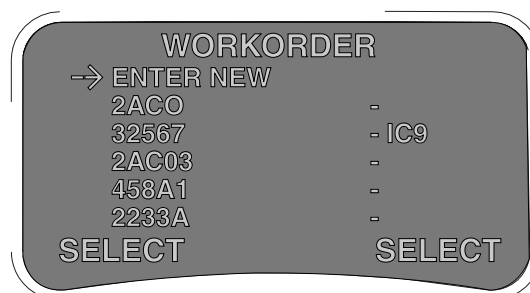 WORKORDER
--> ENTER NEW
2ACO -
32567 - IC9
2AC03 -
458A1 -
2233A -
SELECT SELECT